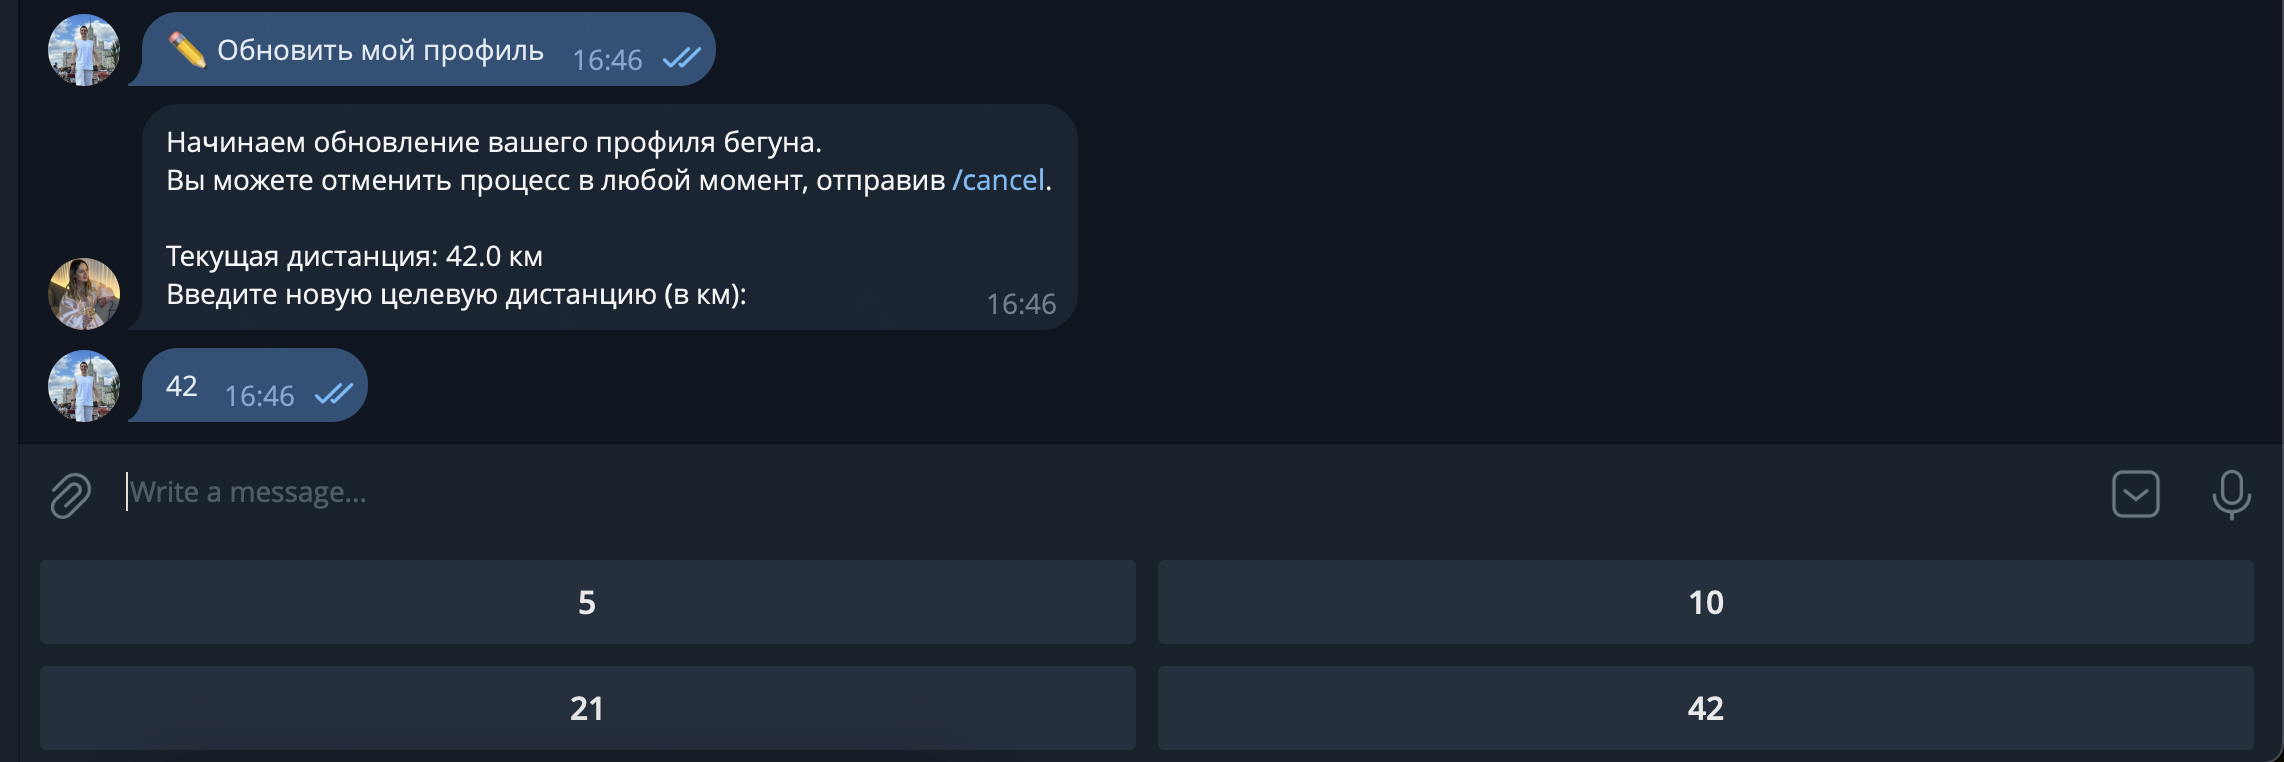 ✏️ Обновить мой профиль 16:46
Начинаем обновление вашего профиля бегуна.
Вы можете отменить процесс в любой момент, отправив /cancel.
Текущая дистанция: 42.0 км
Введите новую целевую дистанцию (в км):
16:46
42 16:46
Write a message...
5
10
21
42